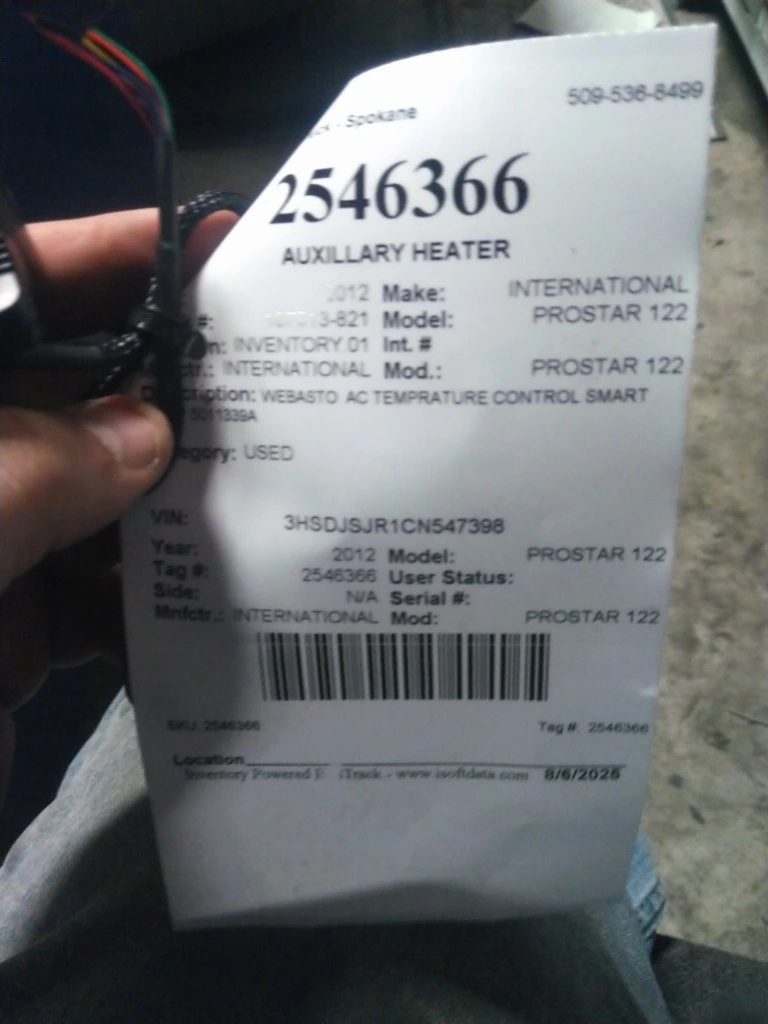 - Spokane 509-536-8499
2546366
AUXILLARY HEATER
2012 Make: INTERNATIONAL
#: 821 Model: PROSTAR 122
INVENTORY 01 Int. #
INTERNATIONAL Mod.: PROSTAR 122
WEBASTO AC TEMPRATURE CONTROL SMART
5011339A
USED
VIN: 3HSDJSJR1CN547398
Year: 2012 Model: PROSTAR 122
Tag #: 2546366 User Status:
Side: N/A Serial #:
Mnfctr.: INTERNATIONAL Mod: PROSTAR 122
SKU: 2546366 Tag #: 2546366
Location
Inventory Powered iTrack - www.isoftdata.com 8/6/2025